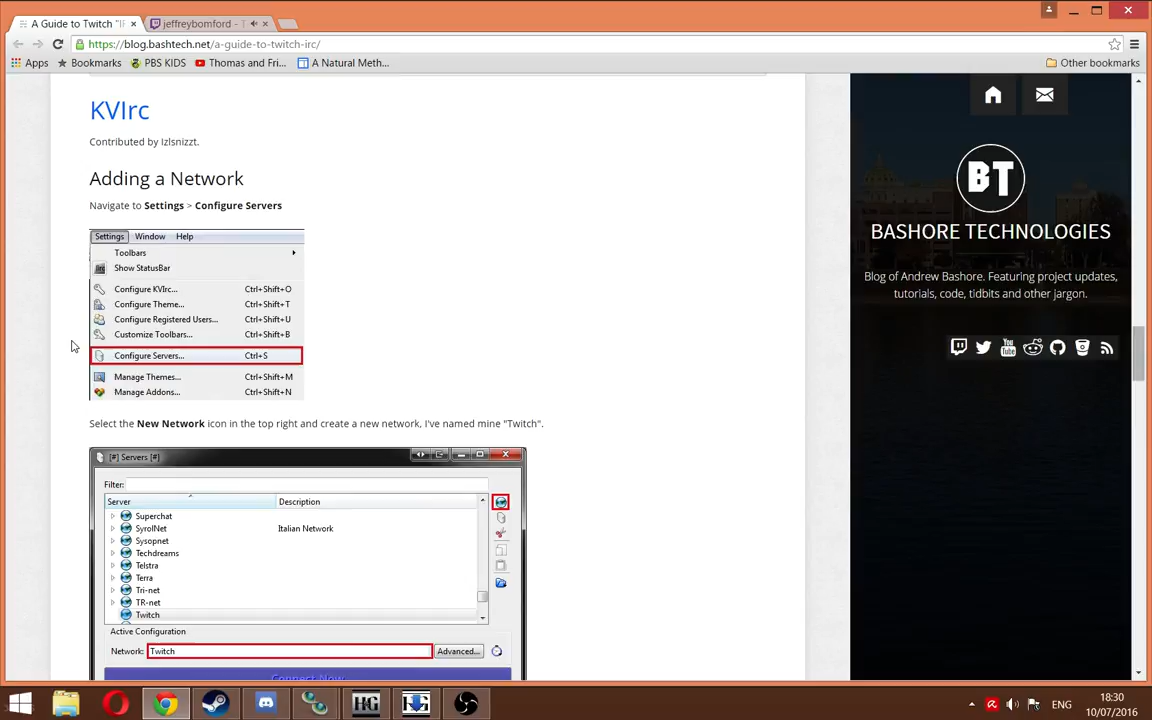 A Guide to Twitch "I
jeffreybomford - T
https://blog.bashtech.net/a-guide-to-twitch-irc/
Apps
Bookmarks
PBS KIDS
Thomas and Fri...
A Natural Meth...
Other bookmarks
KVIrc
Contributed by Izlsnizzt.
Adding a Network
Navigate to Settings > Configure Servers
Settings Window Help
Toolbars
Show StatusBar
Configure KVIrc... Ctrl+Shift+O
Configure Theme... Ctrl+Shift+T
Configure Registered Users... Ctrl+Shift+U
Customize Toolbars... Ctrl+Shift+B
Configure Servers... Ctrl+S
Manage Themes... Ctrl+Shift+M
Manage Addons... Ctrl+Shift+N
Select the New Network icon in the top right and create a new network, I've named mine "Twitch".
[#] Servers [#]
Filter:
Server Description
Superchat
SyrolNet Italian Network
Sysopnet
Techdreams
Telstra
Terra
Tri-net
TR-net
Twitch
Active Configuration
Network: Twitch Advanced...
Connect Now
BT
BASHORE TECHNOLOGIES
Blog of Andrew Bashore. Featuring project updates,
tutorials, code, tidbits and other jargon.
You Tube
HG
ENG
18:30
10/07/2016